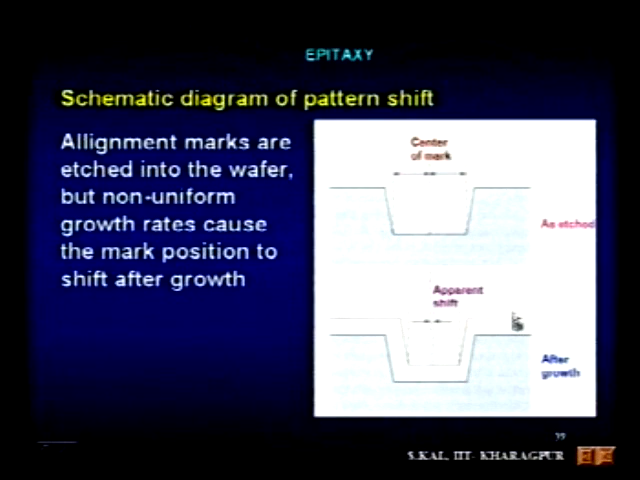 EPITAXY
Schematic diagram of pattern shift
Allignment marks are
etched into the wafer,
but non-uniform
growth rates cause
the mark position to
shift after growth
Center
of mark
As etched
Apparent
shift
After
growth
S.KAL, IIT- KHARAGPUR